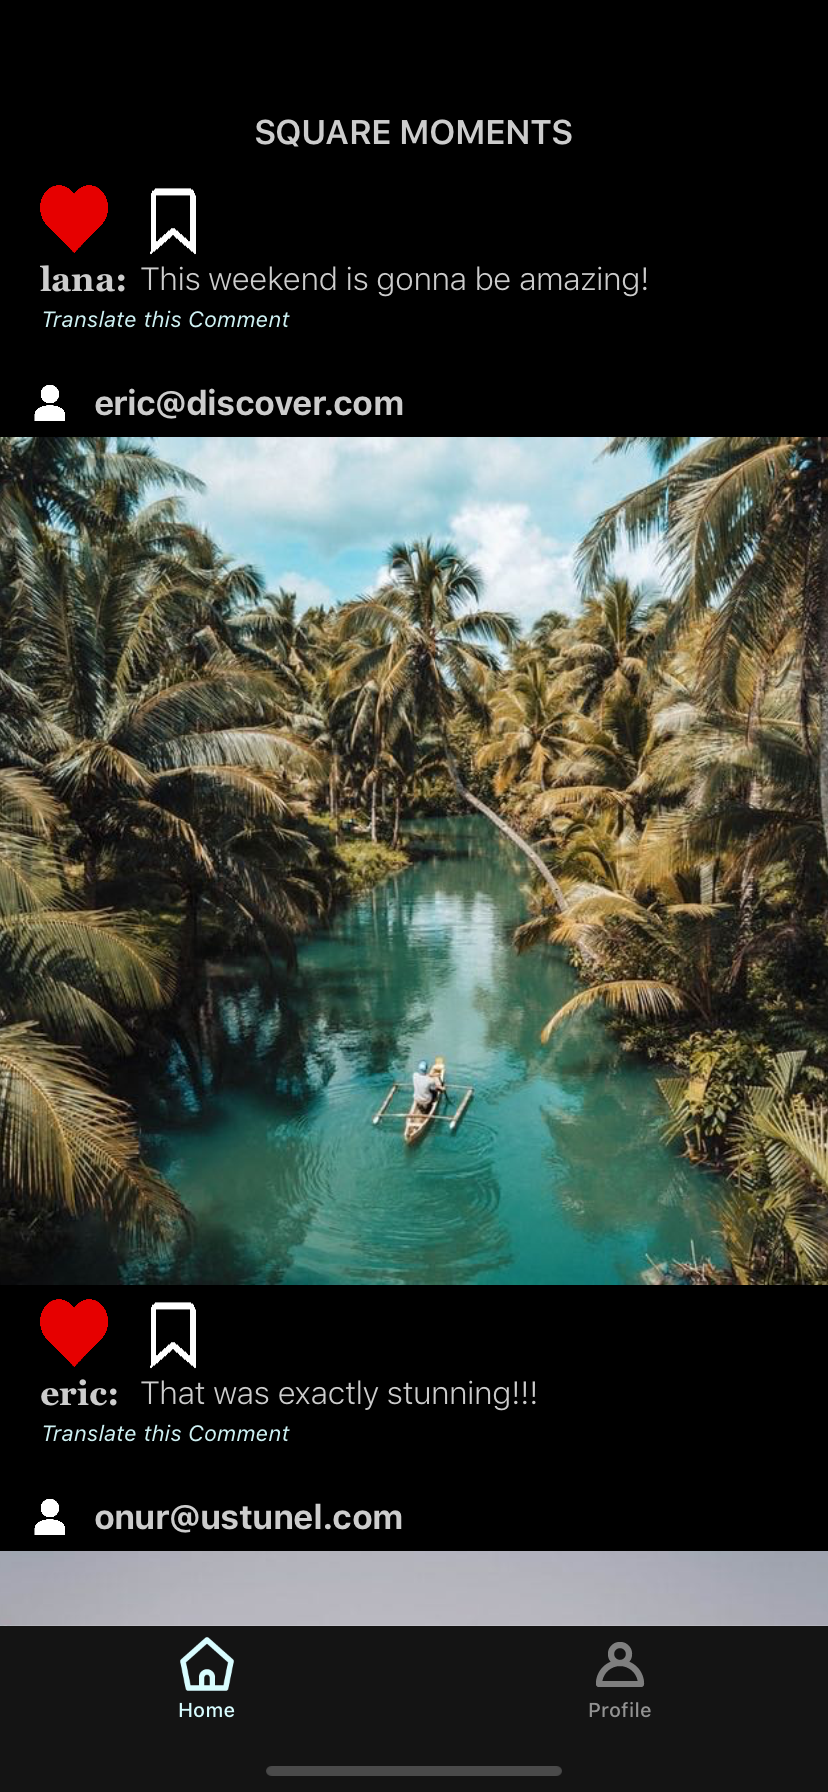 SQUARE MOMENTS
lana: This weekend is gonna be amazing!
Translate this Comment
eric@discover.com
eric: That was exactly stunning!!!
Translate this Comment
onur@ustunel.com
Home Profile